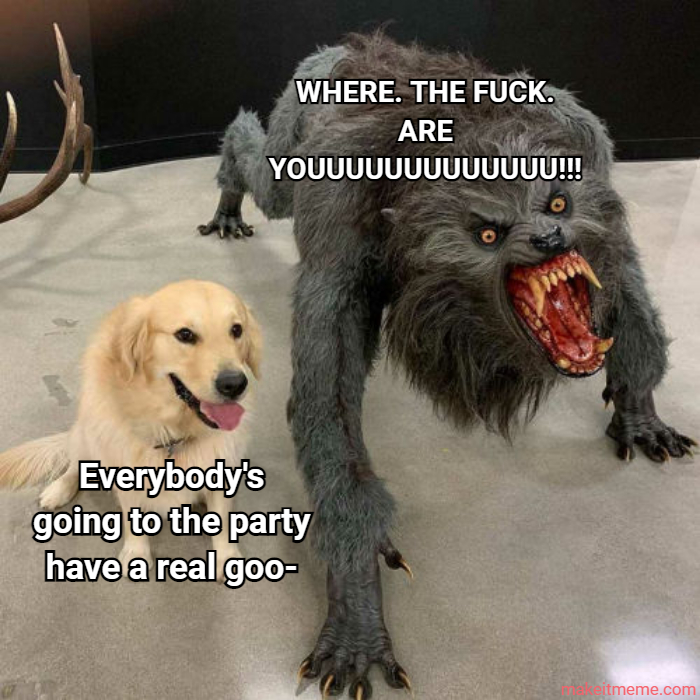 WHERE. THE FUCK.
ARE
YOUUUUUUUUUUUUU!!!
Everybody's
going to the party
have a real goo-
makeitmeme.com